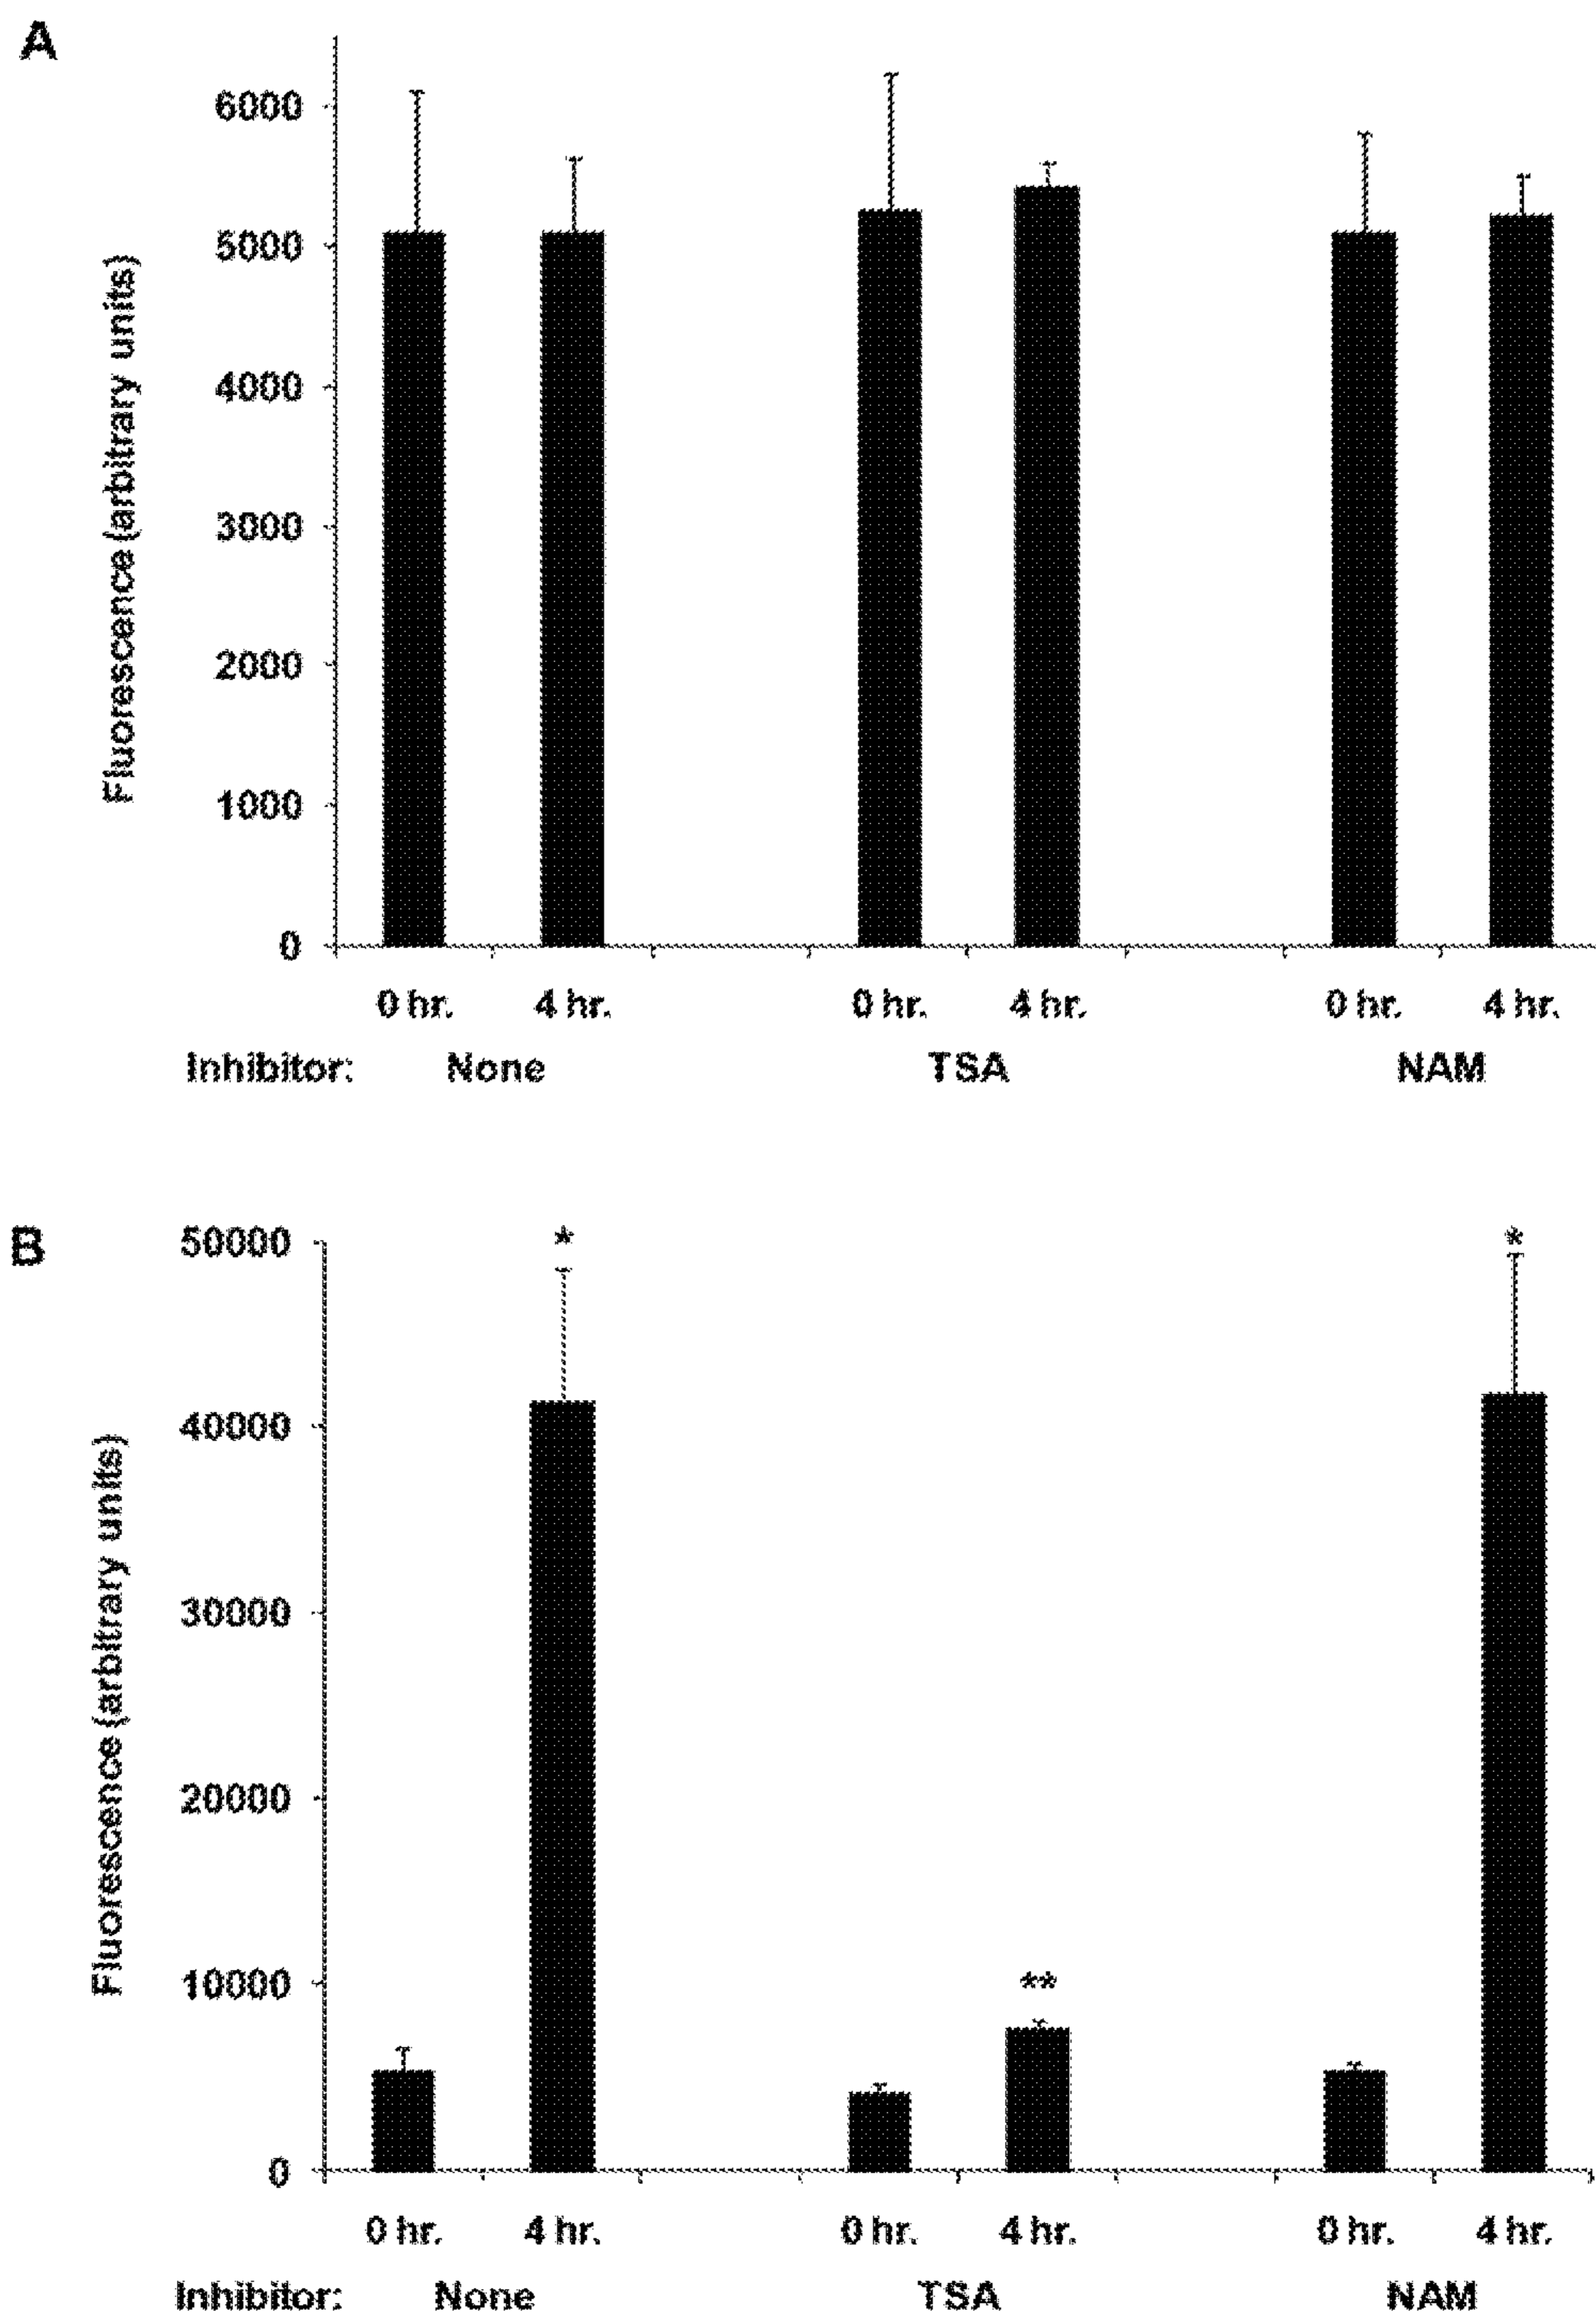 A
6000
5000
4000
3000
2000
1000
0
Fluorescence (arbitrary units)
0 hr. 4 hr. 0 hr. 4 hr. 0 hr. 4 hr.
Inhibitor: None TSA NAM
B
50000
40000
30000
20000
10000
0
Fluorescence (arbitrary units)
* ** *
0 hr. 4 hr. 0 hr. 4 hr. 0 hr. 4 hr.
Inhibitor: None TSA NAM